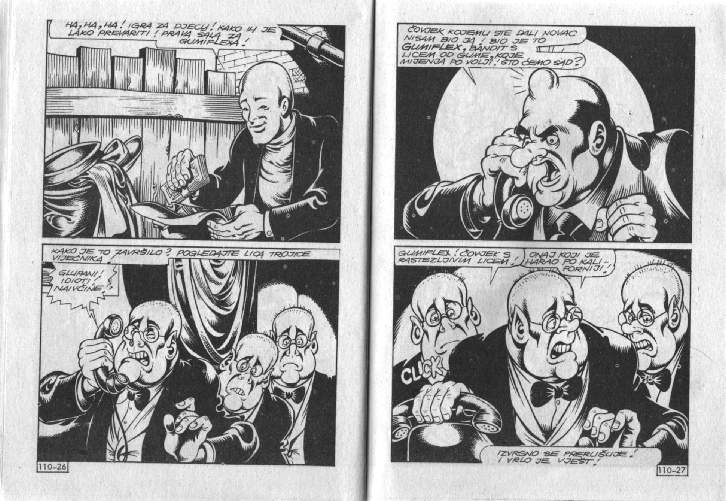 HA, HA, HA! IGRA ZA DJECU! KAKO IH JE
LAKO PREVARITI! PRAVA ŠALA ZA
GUMIFLEXA!
KAKO JE TO ZAVRŠILO? POGLEDAJTE LICA TROJICE
VIJEĆNIKA.
GLUPANI!
IDIOTI!
NAIVČINE!
110-26
ČOVJEK KOJEMU STE DALI NOVAC
NISAM BIO JA! BIO JE TO
GUMIFLEX, BANDIT S
LICEM OD GUME, KOJE
MIJENJA PO VOLJI! ŠTO ĆEMO SAD?
GUMIFLEX! ČOVJEK S
RASTEZLJIVIM LICEM!
ONAJ KOJI JE
HARAO PO KALI-
FORNIJI!
CLICK
IZVRSNO SE PRERUŠUJE!
I VRLO JE VJEŠT!
110-27